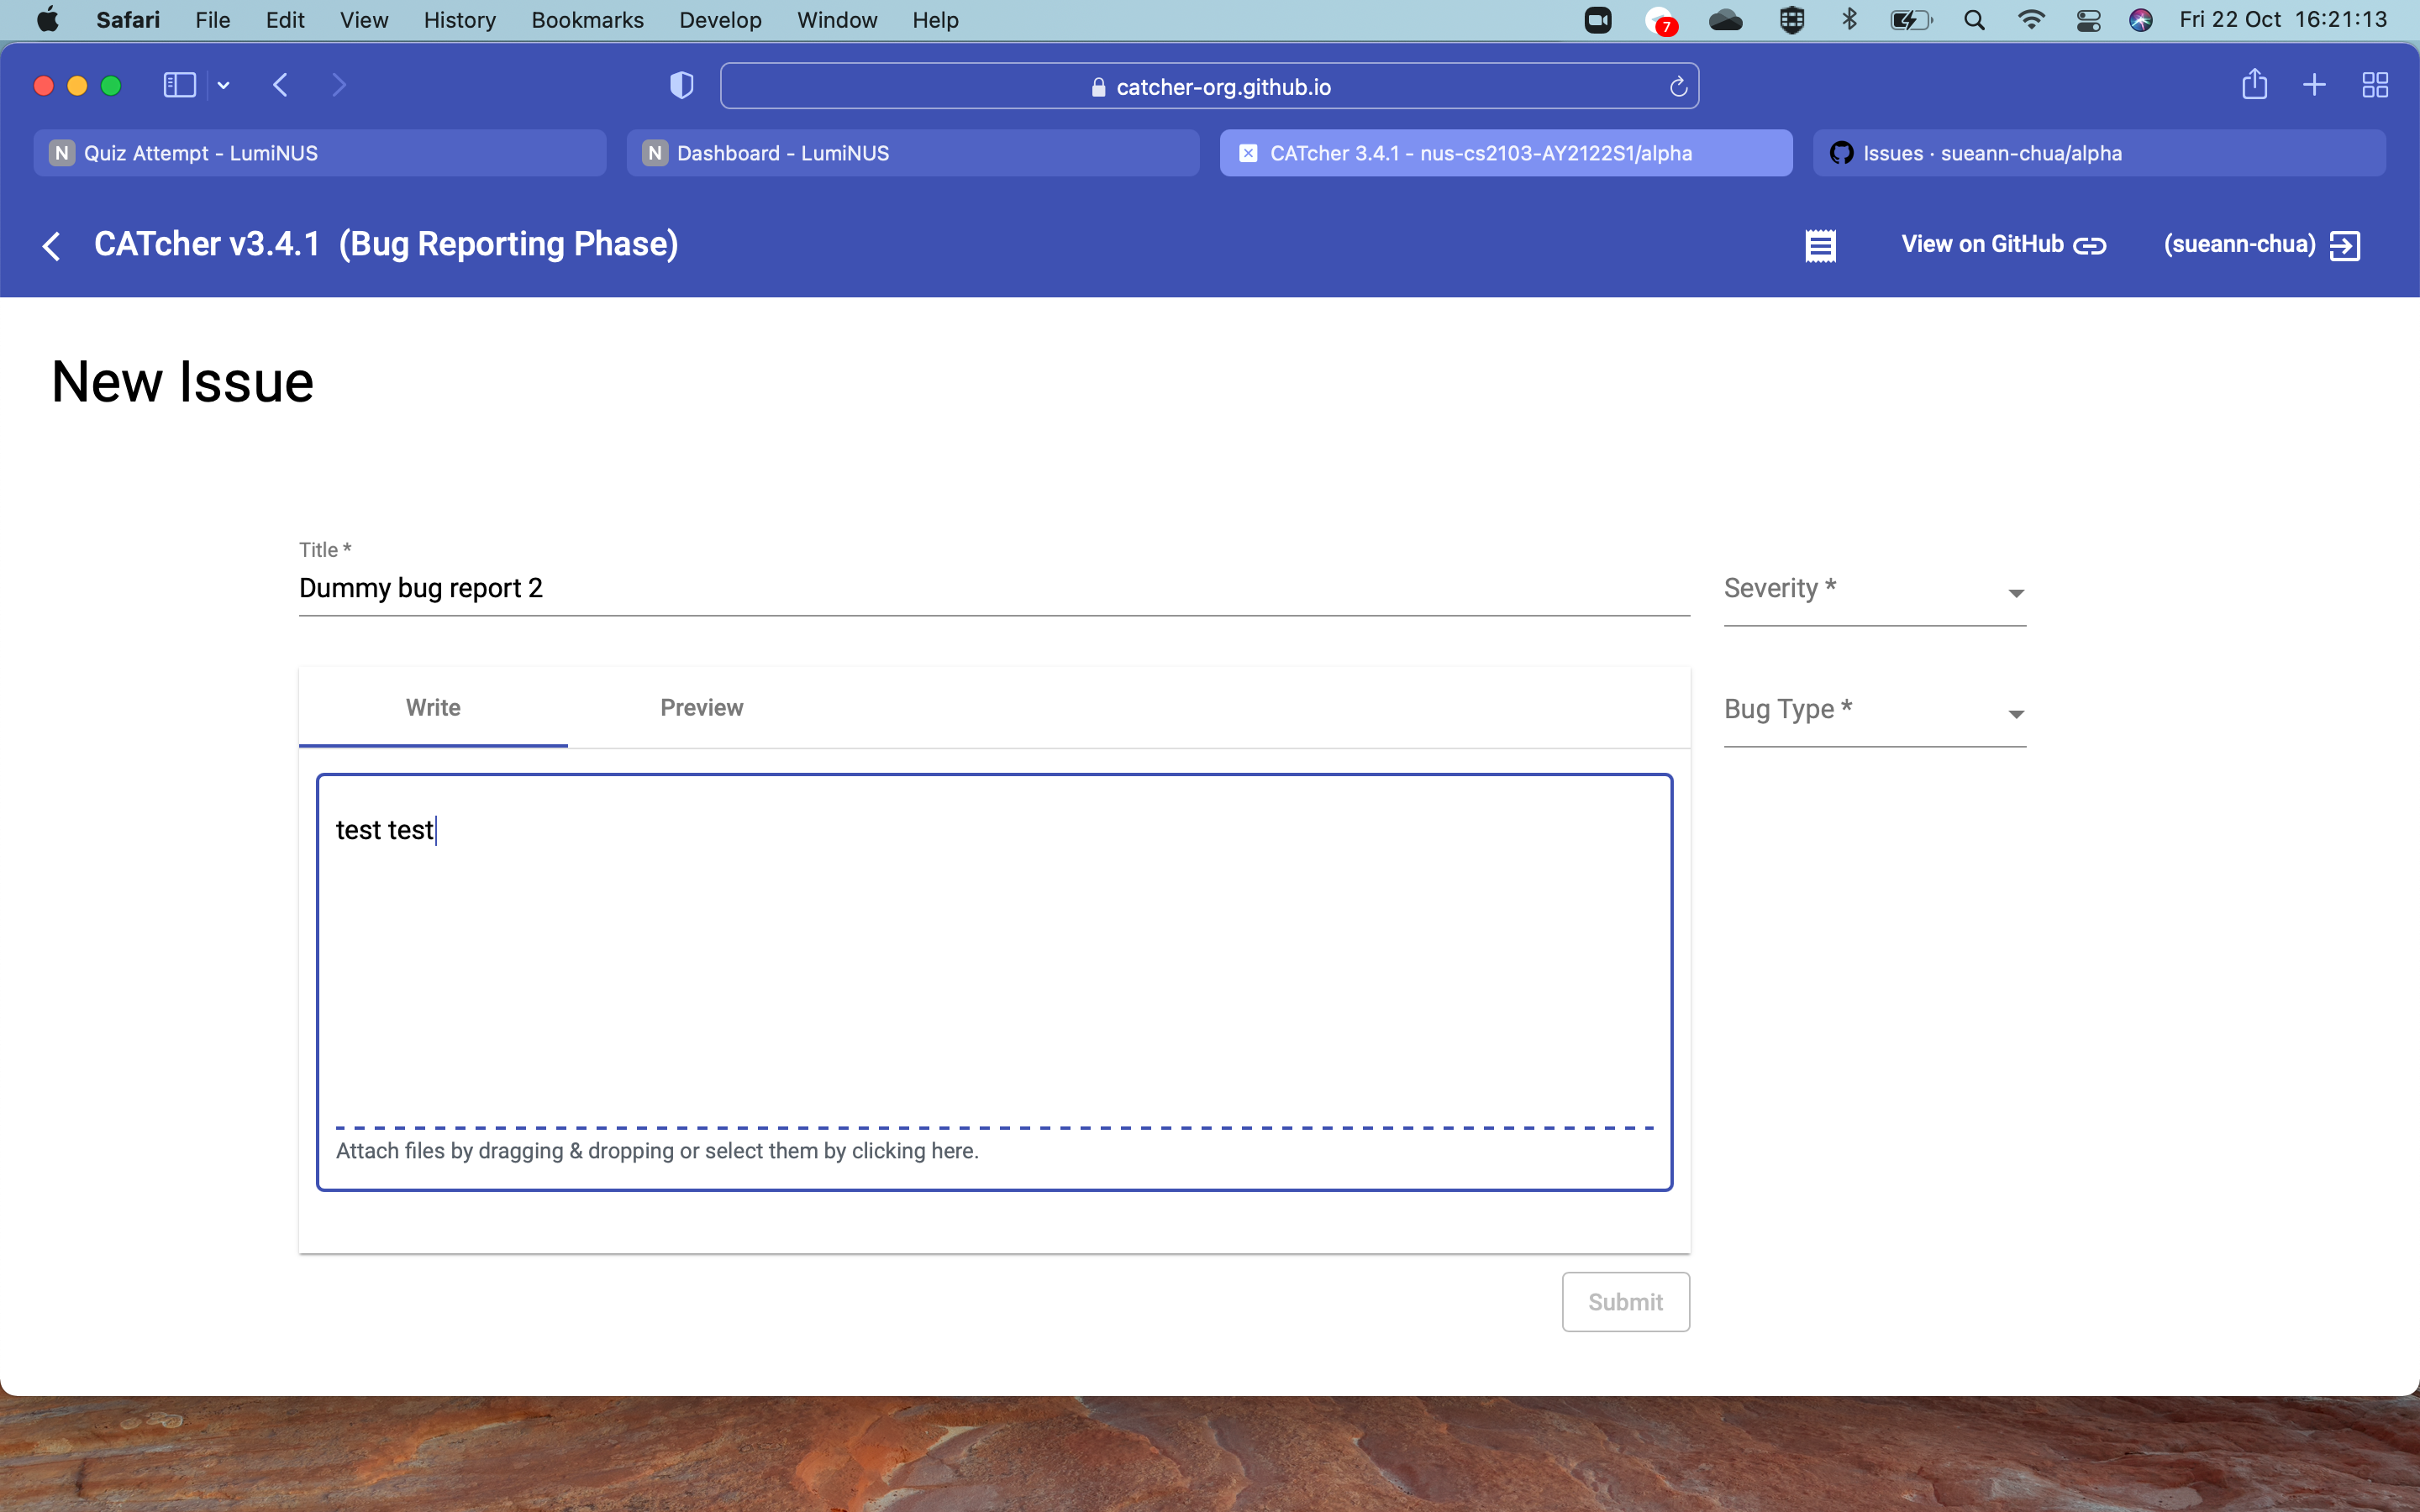 Safari File Edit View History Bookmarks Develop Window Help 7 Fri 22 Oct 16:21:13
catcher-org.github.io
N Quiz Attempt - LumiNUS N Dashboard - LumiNUS CATcher 3.4.1 - nus-cs2103-AY2122S1/alpha Issues · sueann-chua/alpha
CATcher v3.4.1 (Bug Reporting Phase) View on GitHub (sueann-chua)
New Issue
Title *
Dummy bug report 2
Severity *
Write Preview
Bug Type *
test test
Attach files by dragging & dropping or select them by clicking here.
Submit